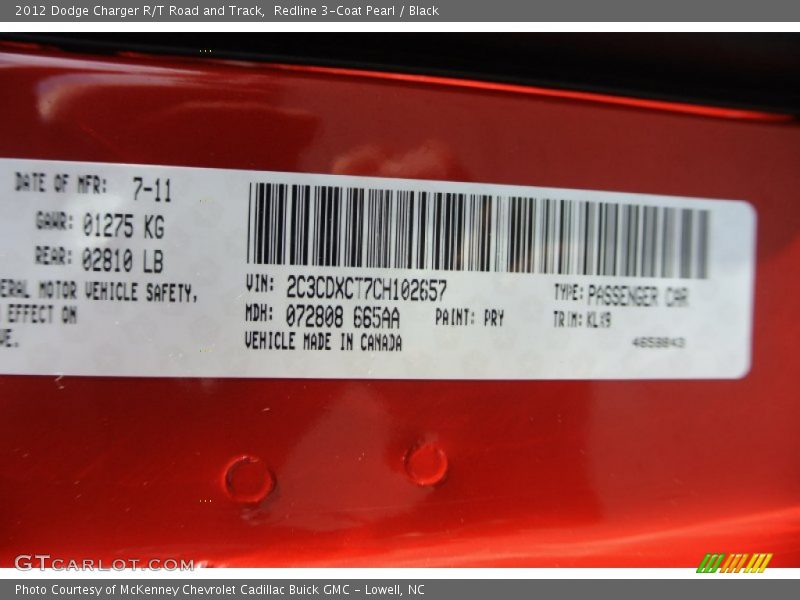 2012 Dodge Charger R/T Road and Track,  Redline 3-Coat Pearl / Black
DATE OF MFR: 7-11
GAWR: 01275 KG
REAR: 02810 LB
ERAL MOTOR VEHICLE SAFETY,
EFFECT ON
VE.
VIN: 2C3CDXCT7CH102657
MDH: 072808 665AA
PAINT: PRY
VEHICLE MADE IN CANADA
TYPE: PASSENGER CAR
TRIM: KLX9
4658843
GTCARLOT.COM
Photo Courtesy of McKenney Chevrolet Cadillac Buick GMC - Lowell, NC